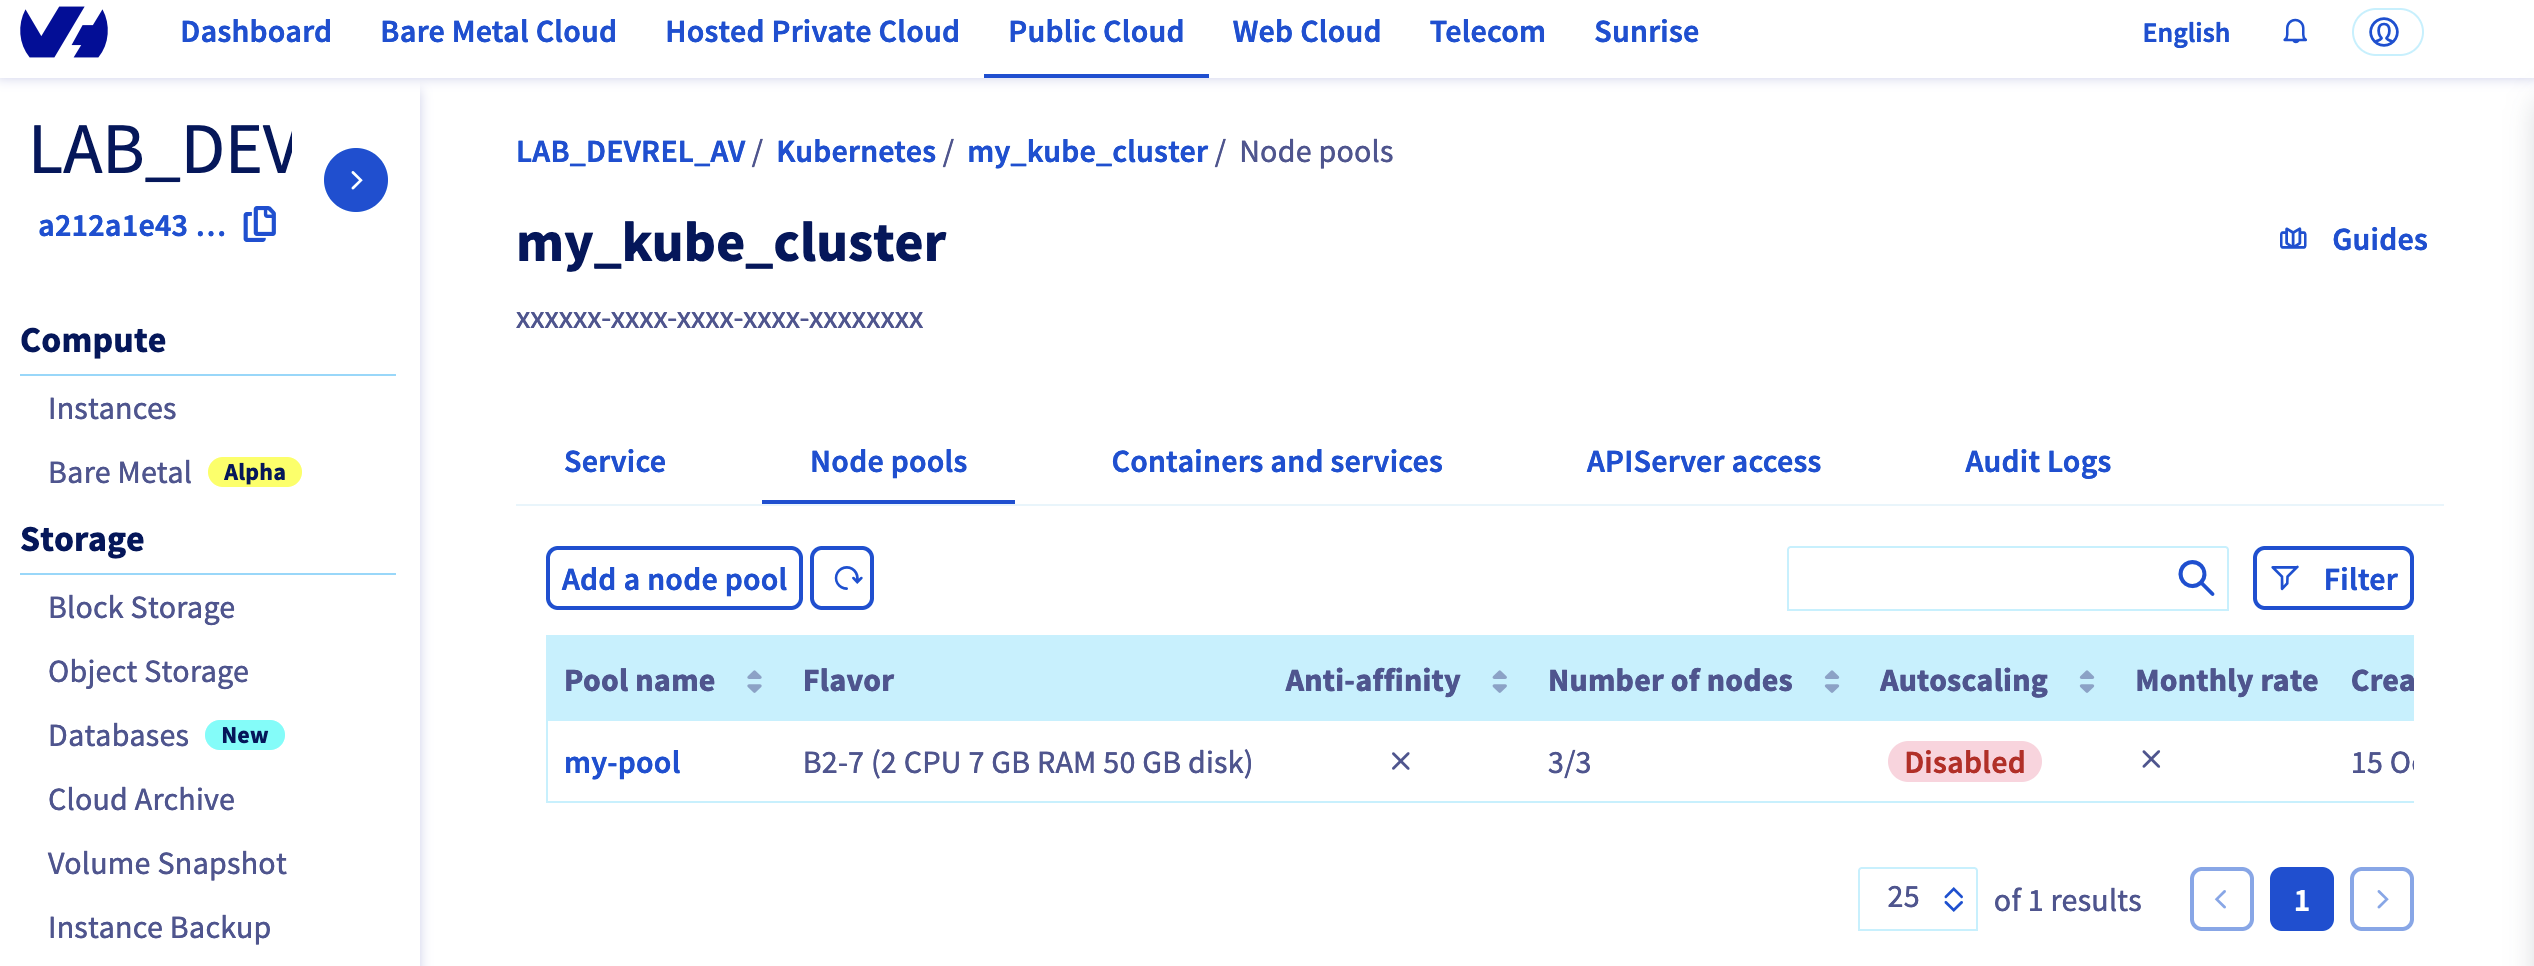 Dashboard Bare Metal Cloud Hosted Private Cloud Public Cloud Web Cloud Telecom Sunrise English
LAB_DEV
a212a1e43 ...
Compute
Instances
Bare Metal Alpha
Storage
Block Storage
Object Storage
Databases New
Cloud Archive
Volume Snapshot
Instance Backup
LAB_DEVREL_AV / Kubernetes / my_kube_cluster / Node pools
my_kube_cluster
Guides
xxxxxx-xxxx-xxxx-xxxx-xxxxxxxx
Service Node pools Containers and services APIServer access Audit Logs
Add a node pool Filter
Pool name Flavor Anti-affinity Number of nodes Autoscaling Monthly rate Crea
my-pool B2-7 (2 CPU 7 GB RAM 50 GB disk) 3/3 Disabled 15 O
25 of 1 results 1